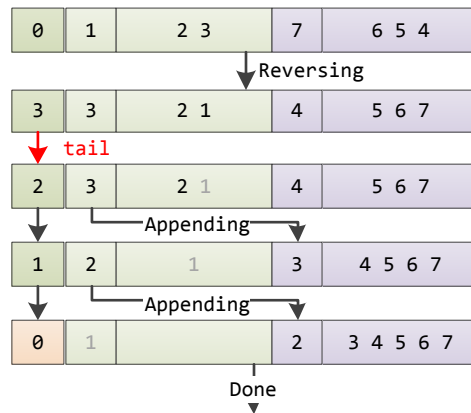 0 1 2 3 7 6 5 4
Reversing
3 3 2 1 4 5 6 7
tail
2 3 2 1 4 5 6 7
Appending
1 2 1 3 4 5 6 7
Appending
0 1 2 3 4 5 6 7
Done